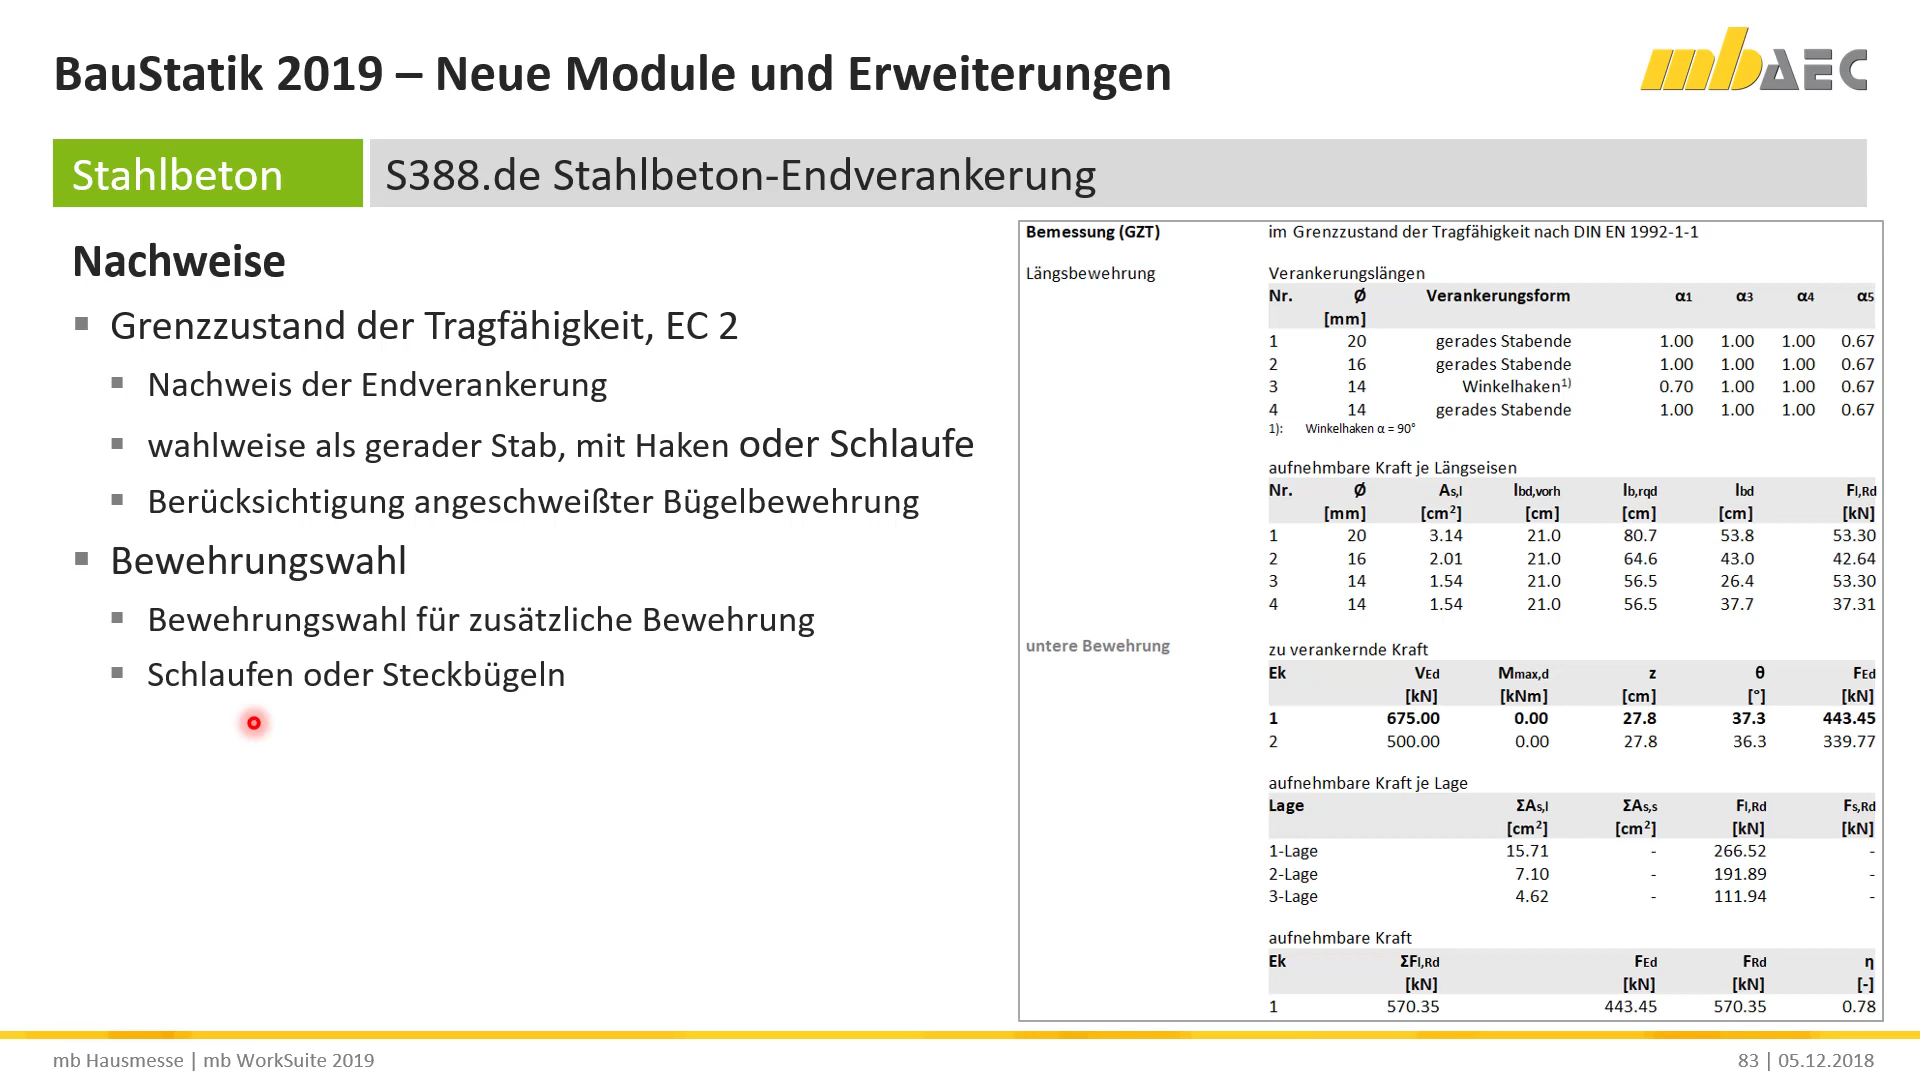 BauStatik 2019 – Neue Module und Erweiterungen
mbAEC
Stahlbeton
S388.de Stahlbeton-Endverankerung
Nachweise
Grenzzustand der Tragfähigkeit, EC 2
Nachweis der Endverankerung
wahlweise als gerader Stab, mit Haken oder Schlaufe
Berücksichtigung angeschweißter Bügelbewehrung
Bewehrungswahl
Bewehrungswahl für zusätzliche Bewehrung
Schlaufen oder Steckbügeln
Bemessung (GZT) im Grenzzustand der Tragfähigkeit nach DIN EN 1992-1-1
Längsbewehrung Verankerungslängen
Nr. Ø Verankerungsform α1 α3 α4 α5
[mm]
1 20 gerades Stabende 1.00 1.00 1.00 0.67
2 16 gerades Stabende 1.00 1.00 1.00 0.67
3 14 Winkelhaken1) 0.70 1.00 1.00 0.67
4 14 gerades Stabende 1.00 1.00 1.00 0.67
1): Winkelhaken α = 90°
aufnehmbare Kraft je Längseisen
Nr. Ø As,l lbd,vorh lb,rqd lbd Fl,Rd
[mm] [cm²] [cm] [cm] [cm] [kN]
1 20 3.14 21.0 80.7 53.8 53.30
2 16 2.01 21.0 64.6 43.0 42.64
3 14 1.54 21.0 56.5 26.4 53.30
4 14 1.54 21.0 56.5 37.7 37.31
untere Bewehrung zu verankernde Kraft
Ek VEd Mmax,d z θ FEd
[kN] [kNm] [cm] [°] [kN]
1 675.00 0.00 27.8 37.3 443.45
2 500.00 0.00 27.8 36.3 339.77
aufnehmbare Kraft je Lage
Lage ΣAs,l ΣAs,s Fl,Rd Fs,Rd
[cm²] [cm²] [kN] [kN]
1-Lage 15.71 - 266.52 -
2-Lage 7.10 - 191.89 -
3-Lage 4.62 - 111.94 -
aufnehmbare Kraft
Ek ΣFl,Rd FEd FRd η
[kN] [kN] [kN] [-]
1 570.35 443.45 570.35 0.78
mb Hausmesse | mb WorkSuite 2019
83 | 05.12.2018